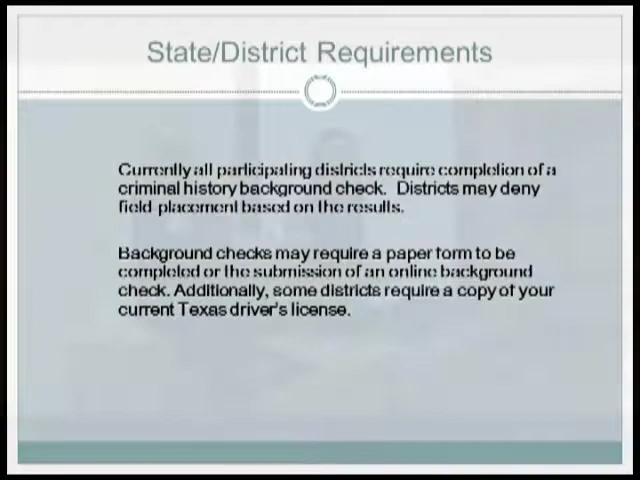 State/District Requirements
Currently all participating districts require completion of a
criminal history background check.  Districts may deny
field placement based on the results.
Background checks may require a paper form to be
completed or the submission of an online background
check. Additionally, some districts require a copy of your
current Texas driver's license.